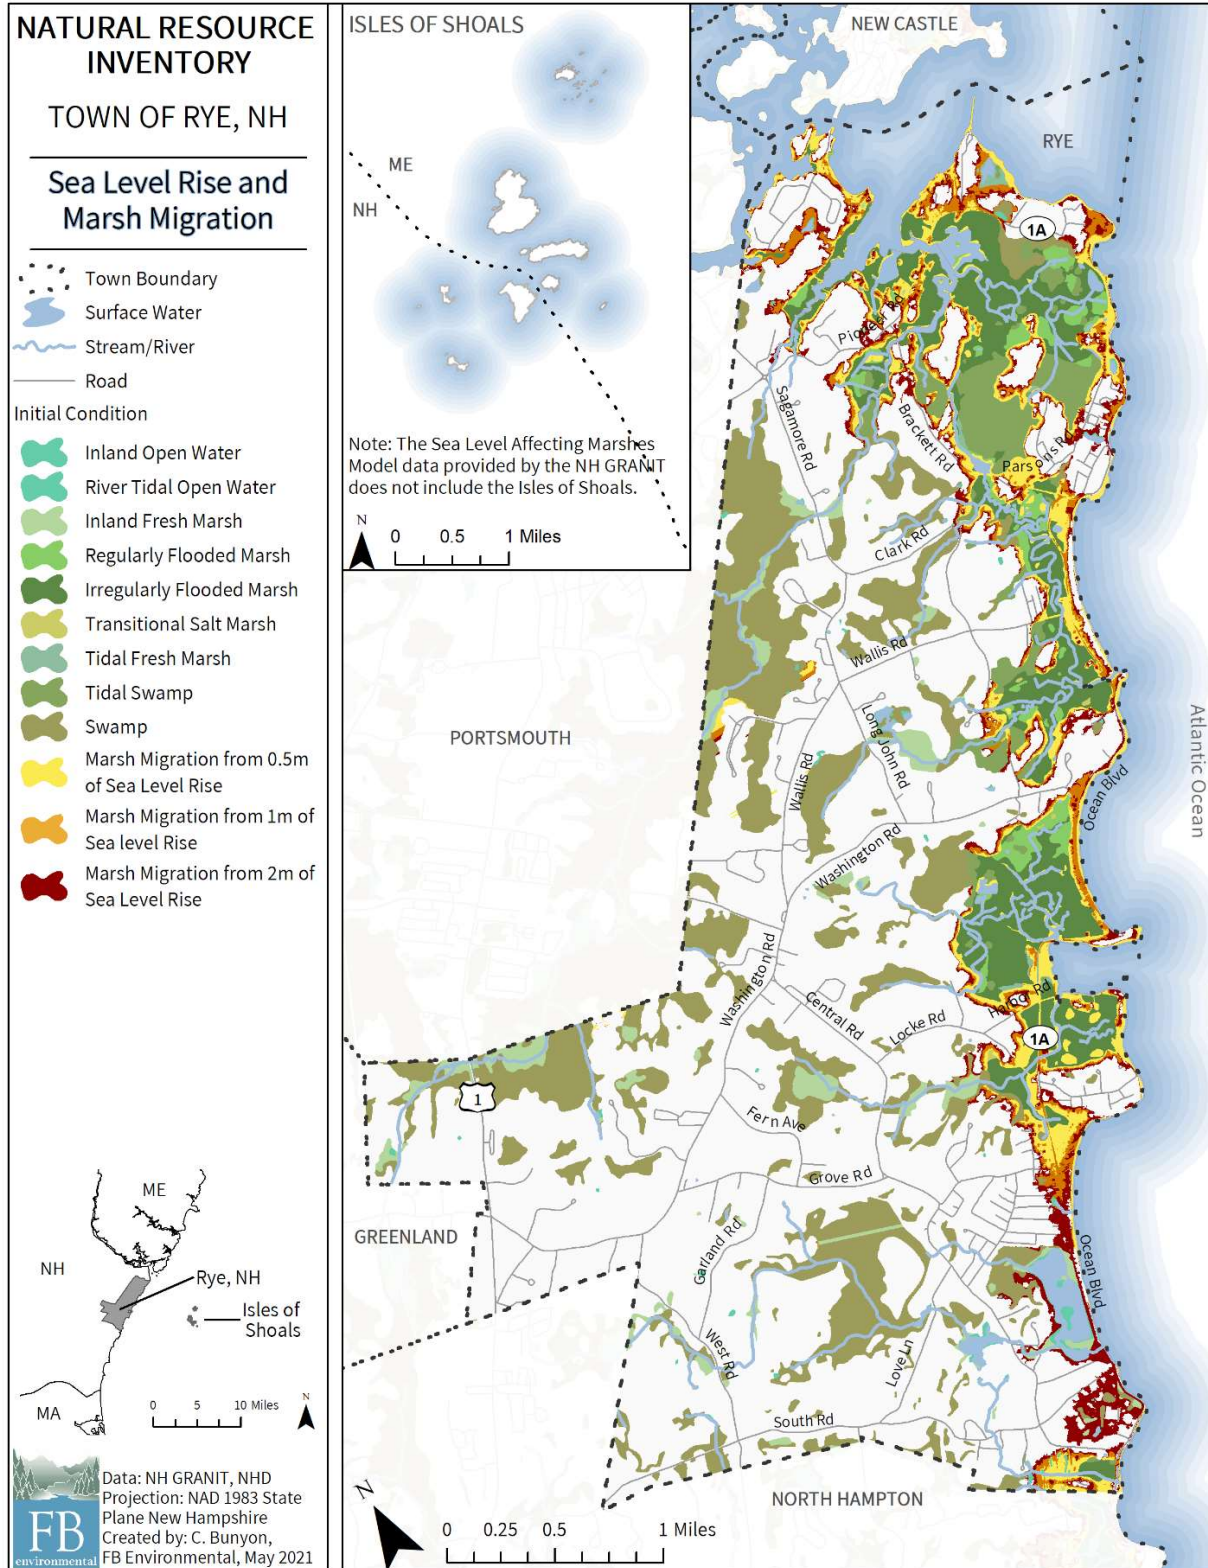 NATURAL RESOURCE
INVENTORY
TOWN OF RYE, NH
Sea Level Rise and
Marsh Migration
Town Boundary
Surface Water
Stream/River
Road
Initial Condition
Inland Open Water
River Tidal Open Water
Inland Fresh Marsh
Regularly Flooded Marsh
Irregularly Flooded Marsh
Transitional Salt Marsh
Tidal Fresh Marsh
Tidal Swamp
Swamp
Marsh Migration from 0.5m
of Sea Level Rise
Marsh Migration from 1m of
Sea level Rise
Marsh Migration from 2m of
Sea Level Rise
ME
NH
Rye, NH
Isles of
Shoals
MA
0 5 10 Miles
N
FB
environmental
Data: NH GRANIT, NHD
Projection: NAD 1983 State
Plane New Hampshire
Created by: C. Bunyon,
FB Environmental, May 2021
ISLES OF SHOALS
ME
NH
Note: The Sea Level Affecting Marshes
Model data provided by the NH GRANIT
does not include the Isles of Shoals.
N
0 0.5 1 Miles
NEW CASTLE
RYE
1A
Pioneer Rd
Sagamore Rd
Brackett Rd
Parsons Rd
Clark Rd
Wallis Rd
PORTSMOUTH
Long John Rd
Wallis Rd
Ocean Blvd
Atlantic Ocean
Washington Rd
Washington Rd
Central Rd
Locke Rd
Harbor Rd
1A
1
Fern Ave
Grove Rd
GREENLAND
Garland Rd
Ocean Blvd
West Rd
Love Ln
South Rd
NORTH HAMPTON
N
0 0.25 0.5 1 Miles